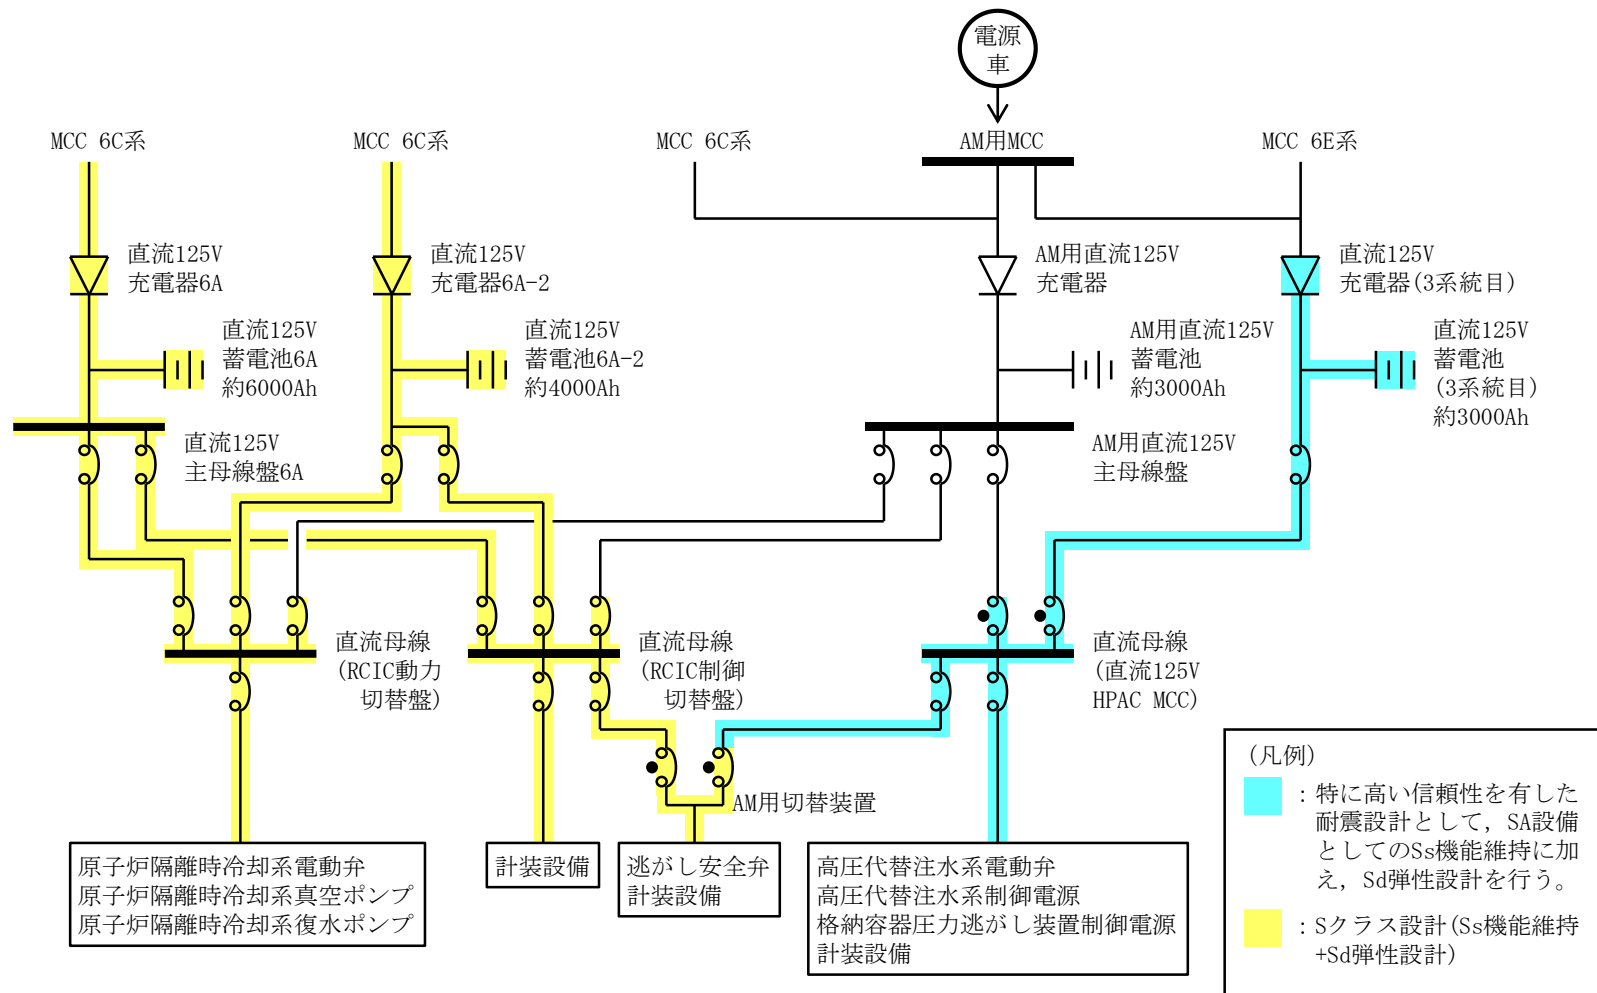 電源
車
MCC 6C系
MCC 6C系
MCC 6C系
AM用MCC
MCC 6E系
直流125V
充電器6A
直流125V
充電器6A-2
AM用直流125V
充電器
直流125V
充電器(3系統目)
直流125V
蓄電池6A
約6000Ah
直流125V
蓄電池6A-2
約4000Ah
AM用直流125V
蓄電池
約3000Ah
直流125V
蓄電池
(3系統目)
約3000Ah
直流125V
主母線盤6A
AM用直流125V
主母線盤
直流母線
(RCIC動力
切替盤)
直流母線
(RCIC制御
切替盤)
直流母線
(直流125V
HPAC MCC)
AM用切替装置
原子炉隔離時冷却系電動弁
原子炉隔離時冷却系真空ポンプ
原子炉隔離時冷却系復水ポンプ
計装設備
逃がし安全弁
計装設備
高圧代替注水系電動弁
高圧代替注水系制御電源
格納容器圧力逃がし装置制御電源
計装設備
(凡例)
：特に高い信頼性を有した
耐震設計として，SA設備
としてのSs機能維持に加
え，Sd弾性設計を行う。
：Sクラス設計(Ss機能維持
+Sd弾性設計)